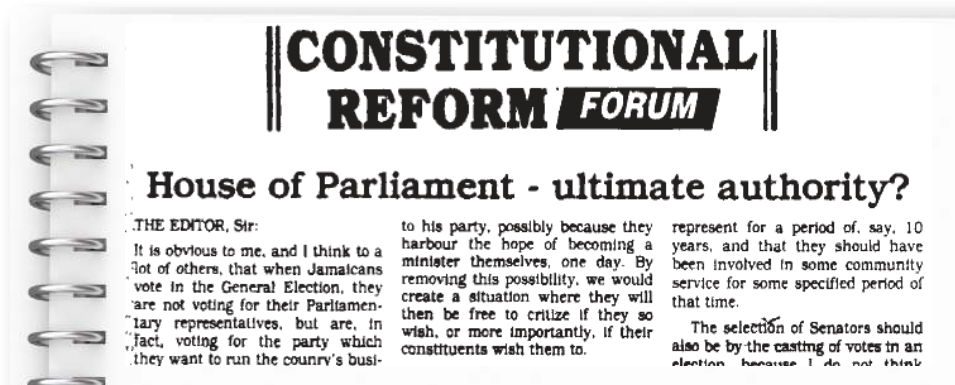 CONSTITUTIONAL
REFORM FORUM
House of Parliament - ultimate authority?
THE EDITOR, Sir:
It is obvious to me, and I think to a
lot of others, that when Jamaicans
vote in the General Election, they
are not voting for their Parliamen-
tary representatives, but are, in
fact, voting for the party which
they want to run the counry's busi-
to his party, possibly because they
harbour the hope of becoming a
minister themselves, one day. By
removing this possibility, we would
create a situation where they will
then be free to critize if they so
wish, or more importantly, if their
constituents wish them to.
represent for a period of, say, 10
years, and that they should have
been involved in some community
service for some specified period of
that time.
The selection of Senators should
also be by the casting of votes in an
election, because I do not think